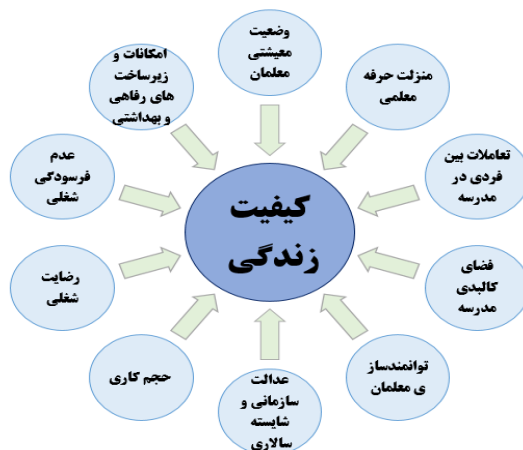 وضعیت
معیشتی
معلمان
منزلت حرفه
معلمی
تعاملات بین
فردی در
مدرسه
فضای
کالبدی
مدرسه
توانمندساز
ی معلمان
عدالت
سازمانی و
شایسته
سالاری
حجم کاری
رضایت
شغلی
عدم
فرسودگی
شغلی
امکانات و
زیرساخت
های رفاهی
و بهداشتی
کیفیت
زندگی